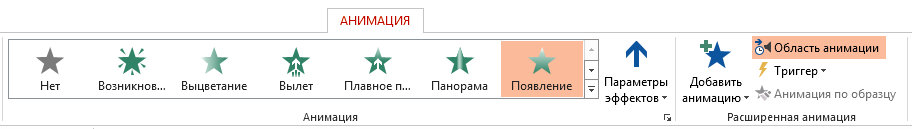 АНИМАЦИЯ
Нет
Возникнов...
Выцветание
Вылет
Плавное п...
Панорама
Появление
Параметры
эффектов
Добавить
анимацию
Область анимации
Триггер
Анимация по образцу
Анимация
Расширенная анимация